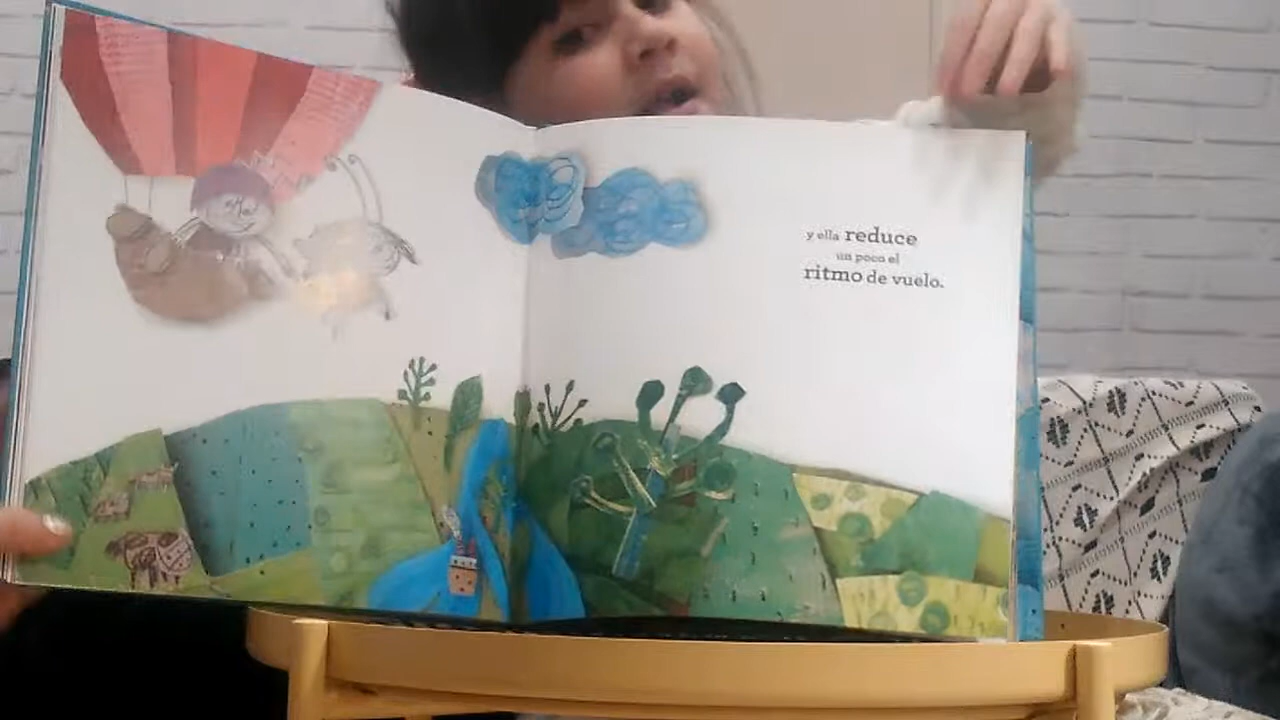 y ella reduce
un poco el
ritmo de vuelo.